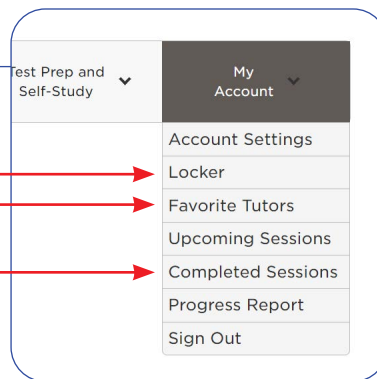 Test Prep and
Self-Study
My
Account
Account Settings
Locker
Favorite Tutors
Upcoming Sessions
Completed Sessions
Progress Report
Sign Out